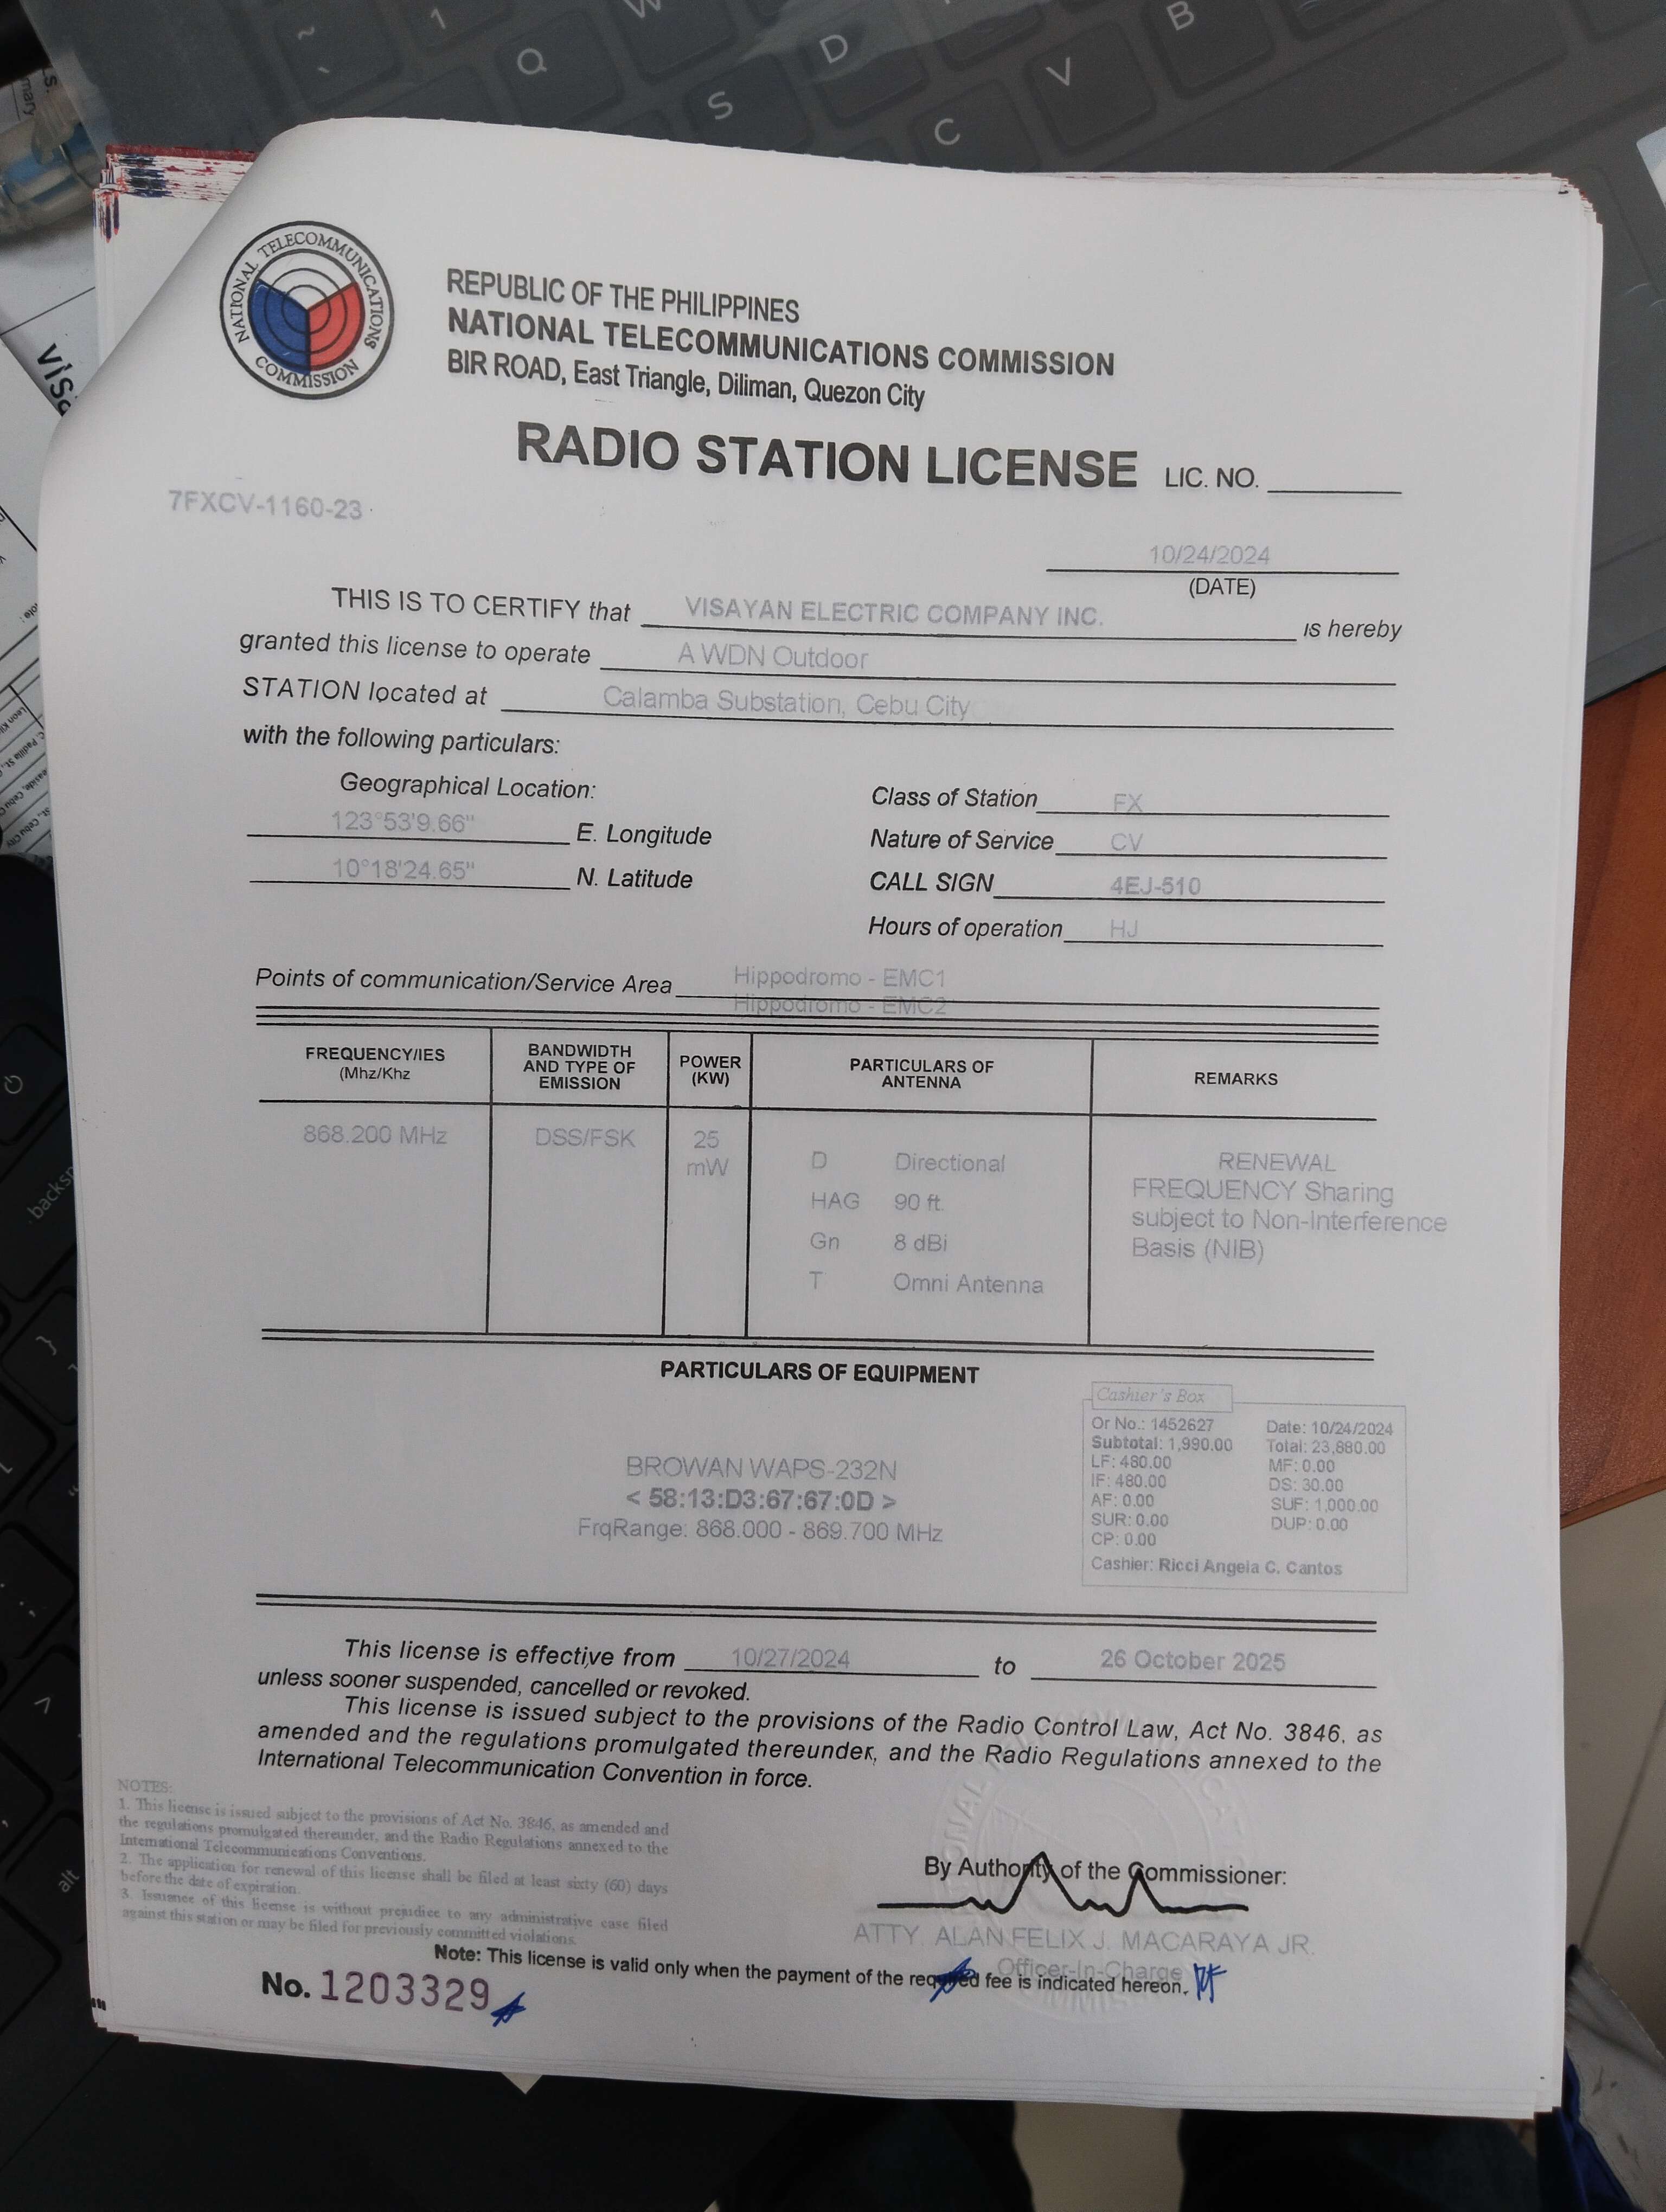 NATIONAL TELECOMMUNICATIONS COMMISSION
REPUBLIC OF THE PHILIPPINES
NATIONAL TELECOMMUNICATIONS COMMISSION
BIR ROAD, East Triangle, Diliman, Quezon City
RADIO STATION LICENSE LIC. NO.
7FXCV-1160-23
10/24/2024
(DATE)
THIS IS TO CERTIFY that VISAYAN ELECTRIC COMPANY INC. is hereby
granted this license to operate A WDN Outdoor
STATION located at Calamba Substation, Cebu City
with the following particulars:
Geographical Location:
123°53'9.66" E. Longitude
10°18'24.65" N. Latitude
Class of Station FX
Nature of Service CV
CALL SIGN 4EJ-510
Hours of operation HJ
Points of communication/Service Area Hippodromo - EMC1
Hippodromo - EMC2
FREQUENCY/IES
(Mhz/Khz
BANDWIDTH
AND TYPE OF
EMISSION
POWER
(KW)
PARTICULARS OF
ANTENNA
REMARKS
868.200 MHz
DSS/FSK
25
mW
D Directional
HAG 90 ft.
Gn 8 dBi
T Omni Antenna
RENEWAL
FREQUENCY Sharing
subject to Non-Interference
Basis (NIB)
PARTICULARS OF EQUIPMENT
BROWAN WAPS-232N
< 58:13:D3:67:67:0D >
FrqRange: 868.000 - 869.700 MHz
Cashier's Box
Or No.: 1452627 Date: 10/24/2024
Subtotal: 1,990.00 Total: 23,880.00
LF: 480.00 MF: 0.00
IF: 480.00 DS: 30.00
AF: 0.00 SUF: 1,000.00
SUR: 0.00 DUP: 0.00
CP: 0.00
Cashier: Ricci Angela C. Cantos
This license is effective from 10/27/2024 to 26 October 2025
unless sooner suspended, cancelled or revoked.
This license is issued subject to the provisions of the Radio Control Law, Act No. 3846, as
amended and the regulations promulgated thereunder, and the Radio Regulations annexed to the
International Telecommunication Convention in force.
NOTES:
1. This license is issued subject to the provisions of Act No. 3846, as amended and
the regulations promulgated thereunder, and the Radio Regulations annexed to the
International Telecommunications Conventions.
2. The application for renewal of this license shall be filed at least sixty (60) days
before the date of expiration.
3. Issuance of this license is without prejudice to any administrative case filed
against this station or may be filed for previously committed violations.
By Authority of the Commissioner:
ATTY. ALAN FELIX J. MACARAYA JR.
Officer-In-Charge
Note: This license is valid only when the payment of the required fee is indicated hereon.
No. 1203329
~
1
Q
W
S
D
C
V
B
backsp
alt